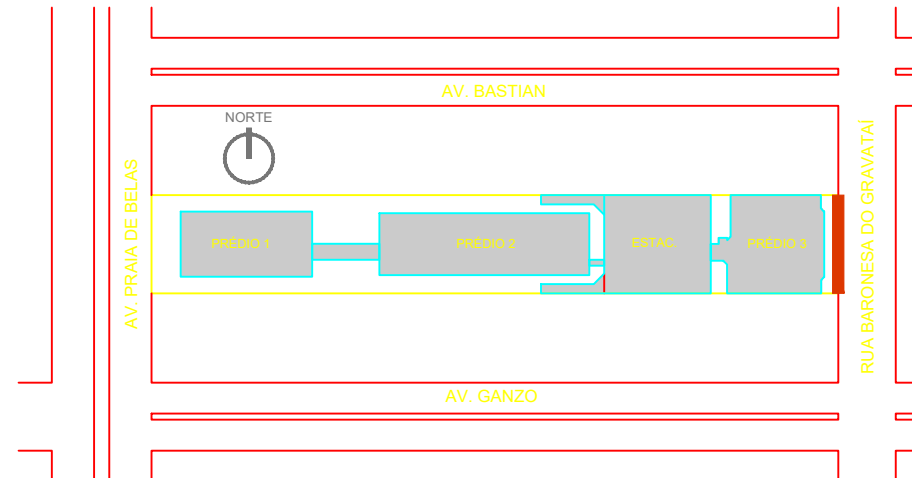 AV. BASTIAN
NORTE
AV. PRAIA DE BELAS
PRÉDIO 1
PRÉDIO 2
ESTAC.
PRÉDIO 3
RUA BARONESA DO GRAVATAÍ
AV. GANZO